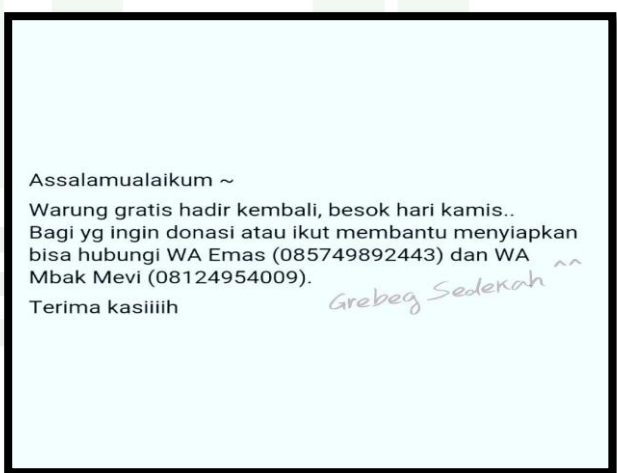 Assalamualaikum ~
Warung gratis hadir kembali, besok hari kamis..
Bagi yg ingin donasi atau ikut membantu menyiapkan
bisa hubungi WA Emas (085749892443) dan WA
Mbak Mevi (08124954009).
Terima kasiiiih
Grebeg Sedekah ^^